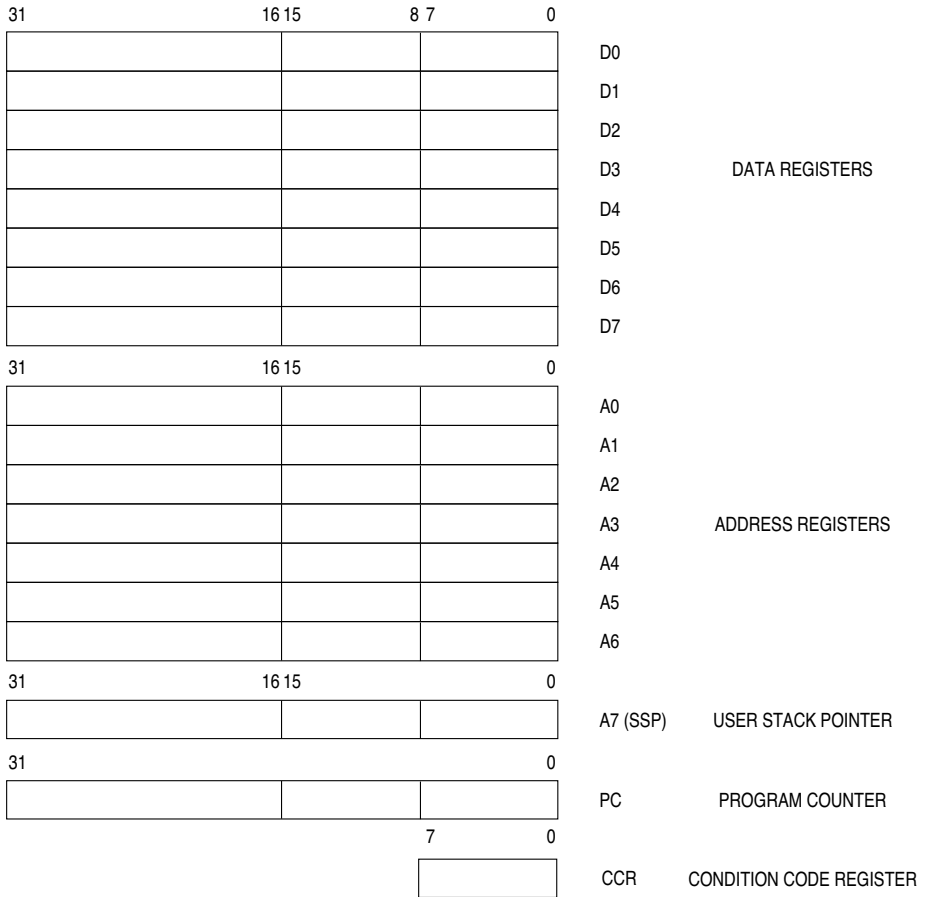 31 16 15 8 7 0
D0
D1
D2
D3 DATA REGISTERS
D4
D5
D6
D7
31 16 15 0
A0
A1
A2
A3 ADDRESS REGISTERS
A4
A5
A6
31 16 15 0
A7 (SSP) USER STACK POINTER
31 0
PC PROGRAM COUNTER
7 0
CCR CONDITION CODE REGISTER